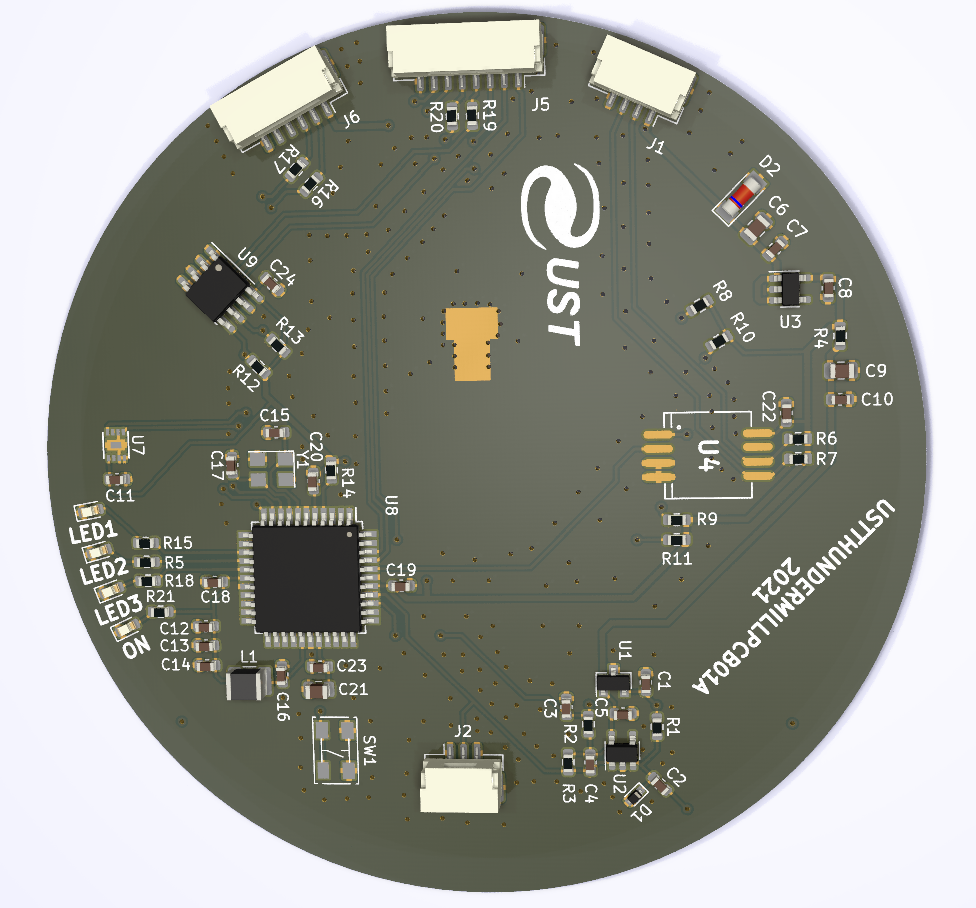 J6
J5
J1
R20
R19
R17
R16
D2
C6
C7
UST
U9
C24
R8
R10
U3
C8
R4
R13
R12
C9
C10
C22
C15
U7
C17
Y1
C20
R14
U4
R6
R7
C11
U8
LED1
R9
R11
LED2
R15
R5
R18
C18
C19
LED3
R21
ON
C12
C13
C14
USTTHUNDERMILLPCB01A
2021
L1
C16
C23
C21
U1
C1
C3
C5
R2
R1
SW1
J2
R3
C4
U2
C2
D1